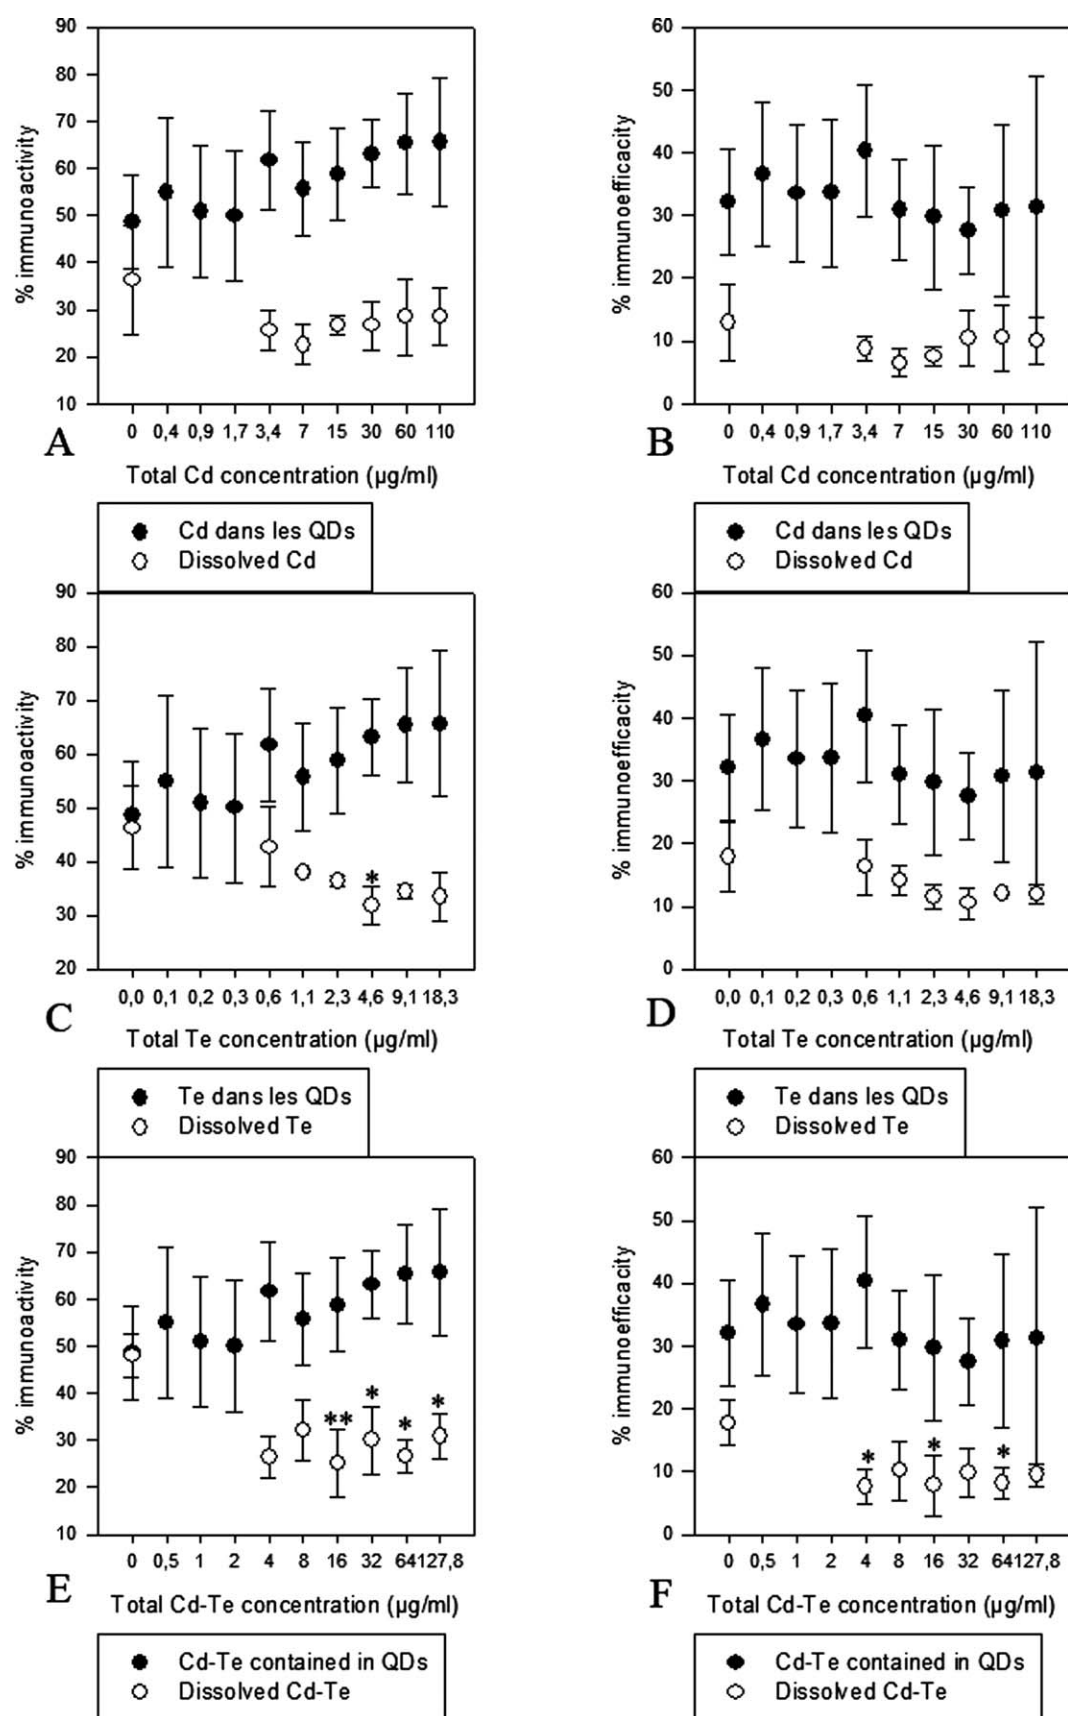 90
80
70
60
50
40
30
20
10
% immunoactivity
0 0,4 0,9 1,7 3,4 7 15 30 60 110
A
Total Cd concentration (µg/ml)
Cd dans les QDs
Dissolved Cd
60
50
40
30
20
10
0
% immunoefficacity
0 0,4 0,9 1,7 3,4 7 15 30 60 110
B
Total Cd concentration (µg/ml)
Cd dans les QDs
Dissolved Cd
90
80
70
60
50
40
30
20
% immunoactivity
*
0,0 0,1 0,2 0,3 0,6 1,1 2,3 4,6 9,1 18,3
C
Total Te concentration (µg/ml)
Te dans les QDs
Dissolved Te
60
50
40
30
20
10
0
% immunoefficacity
0,0 0,1 0,2 0,3 0,6 1,1 2,3 4,6 9,1 18,3
D
Total Te concentration (µg/ml)
Te dans les QDs
Dissolved Te
90
80
70
60
50
40
30
20
10
% immunoactivity
** * * *
0 0,5 1 2 4 8 16 32 64 127,8
E
Total Cd-Te concentration (µg/ml)
Cd-Te contained in QDs
Dissolved Cd-Te
60
50
40
30
20
10
0
% immunoefficacity
* * *
0 0,5 1 2 4 8 16 32 64 127,8
F
Total Cd-Te concentration (µg/ml)
Cd-Te contained in QDs
Dissolved Cd-Te